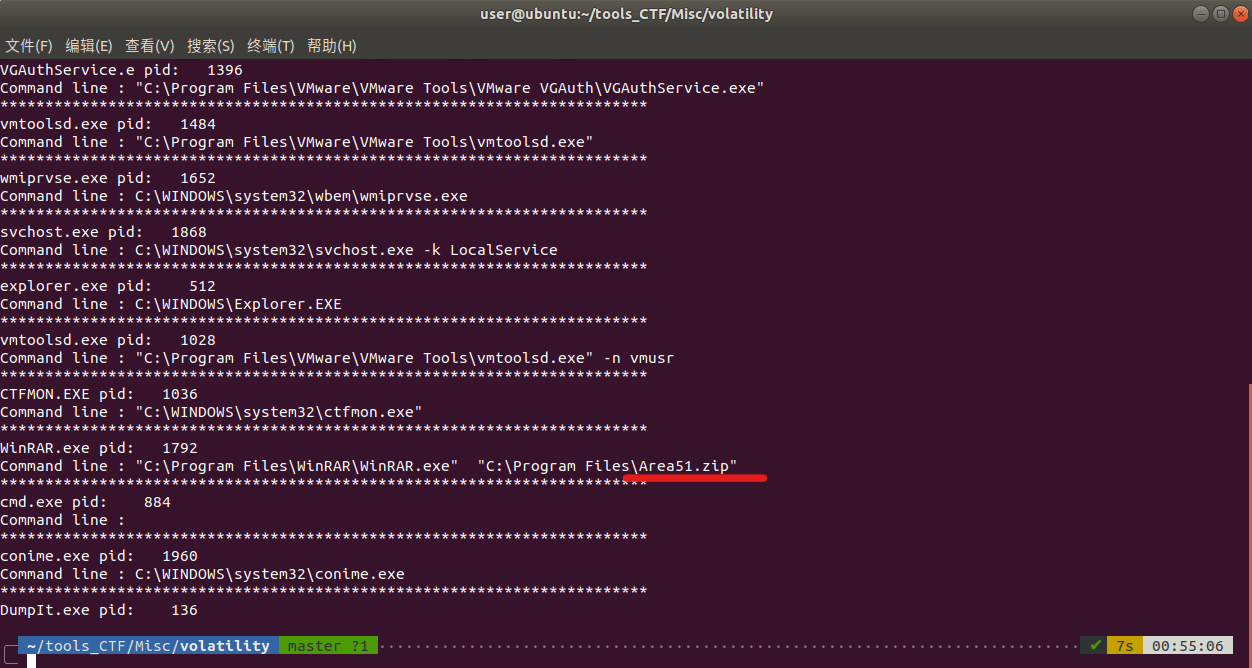 user@ubuntu:~/tools_CTF/Misc/volatility
文件(F) 编辑(E) 查看(V) 搜索(S) 终端(T) 帮助(H)
VGAuthService.e pid:   1396
Command line : "C:\Program Files\VMware\VMware Tools\VMware VGAuth\VGAuthService.exe"
************************************************************************
vmtoolsd.exe pid:   1484
Command line : "C:\Program Files\VMware\VMware Tools\vmtoolsd.exe"
************************************************************************
wmiprvse.exe pid:   1652
Command line : C:\WINDOWS\system32\wbem\wmiprvse.exe
************************************************************************
svchost.exe pid:   1868
Command line : C:\WINDOWS\system32\svchost.exe -k LocalService
************************************************************************
explorer.exe pid:    512
Command line : C:\WINDOWS\Explorer.EXE
************************************************************************
vmtoolsd.exe pid:   1028
Command line : "C:\Program Files\VMware\VMware Tools\vmtoolsd.exe" -n vmusr
************************************************************************
CTFMON.EXE pid:   1036
Command line : "C:\WINDOWS\system32\ctfmon.exe"
************************************************************************
WinRAR.exe pid:   1792
Command line : "C:\Program Files\WinRAR\WinRAR.exe"  "C:\Program Files\Area51.zip"
************************************************************************
cmd.exe pid:    884
Command line :
************************************************************************
conime.exe pid:   1960
Command line : C:\WINDOWS\system32\conime.exe
************************************************************************
DumpIt.exe pid:    136
~/tools_CTF/Misc/volatility master ?1 ✔ 7s 00:55:06